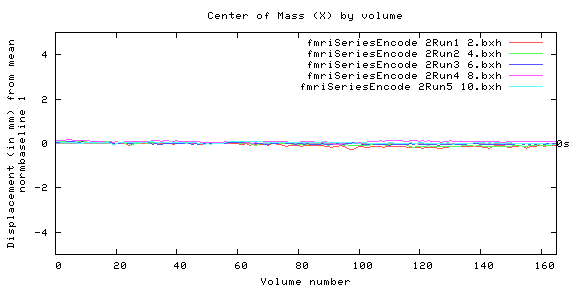 Center of Mass (X) by volume
fmriSeriesEncode 2Run1 2.bxh
fmriSeriesEncode 2Run2 4.bxh
fmriSeriesEncode 2Run3 6.bxh
fmriSeriesEncode 2Run4 8.bxh
fmriSeriesEncode 2Run5 10.bxh
4
2
0
-2
-4
0s
0 20 40 60 80 100 120 140 160
Volume number
Displacement (in mm) from mean
normbaseline 1